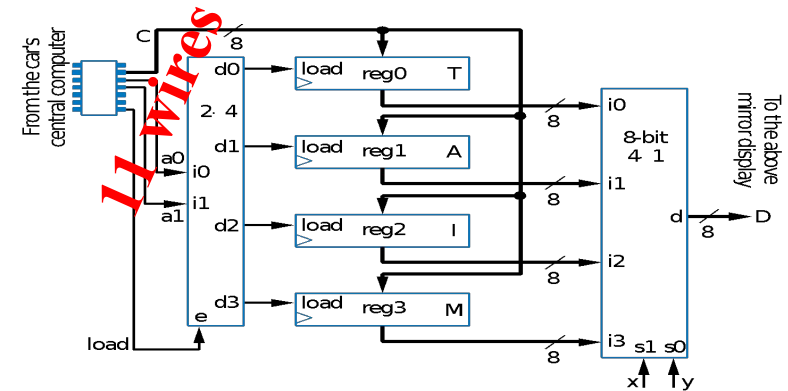 C
8
11 wires
From the car's
central computer
d0
load
reg0
T
2· 4
i0
8
8-bit
4 1
To the above
mirror display
d1
load
reg1
A
a0
i0
i1
8
i1
a1
d2
load
reg2
I
d
8
D
i2
8
d3
load
reg3
M
e
load
i3
8
s1 s0
x
y